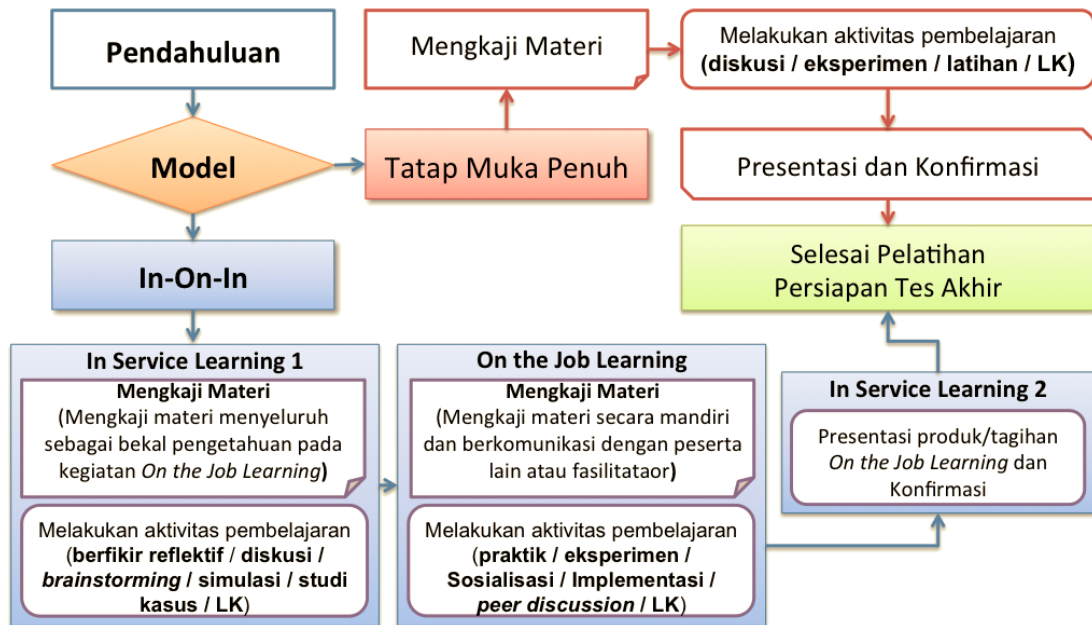 Pendahuluan
Model
Tatap Muka Penuh
Mengkaji Materi
Melakukan aktivitas pembelajaran
(diskusi / eksperimen / latihan / LK)
Presentasi dan Konfirmasi
Selesai Pelatihan
Persiapan Tes Akhir
In-On-In
In Service Learning 1
Mengkaji Materi
(Mengkaji materi menyeluruh
sebagai bekal pengetahuan pada
kegiatan On the Job Learning)
Melakukan aktivitas pembelajaran
(berfikir reflektif / diskusi /
brainstorming / simulasi / studi
kasus / LK)
On the Job Learning
Mengkaji Materi
(Mengkaji materi secara mandiri
dan berkomunikasi dengan peserta
lain atau fasilitataor)
Melakukan aktivitas pembelajaran
(praktik / eksperimen /
Sosialisasi / Implementasi /
peer discussion / LK)
In Service Learning 2
Presentasi produk/tagihan
On the Job Learning dan
Konfirmasi